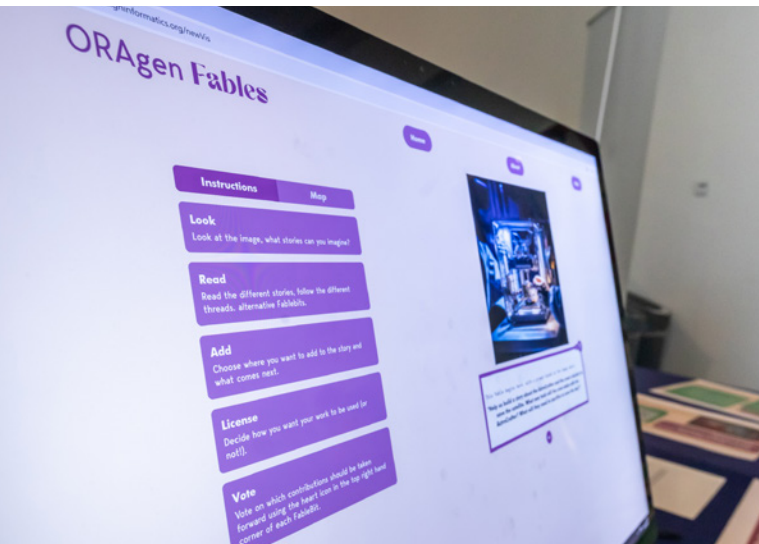 ORAgen Fables
Instructions
Map
Look
Look at the image, what stories can you imagine?
Read
Read the different stories, follow the different
threads. alternative Fablebits.
Add
Choose where you want to add to the story and
what comes next.
License
Decide how you want your work to be used (or
not!).
Vote
Vote on which contributions should be taken
forward using the heart icon in the top right hand
corner of each FableBit.